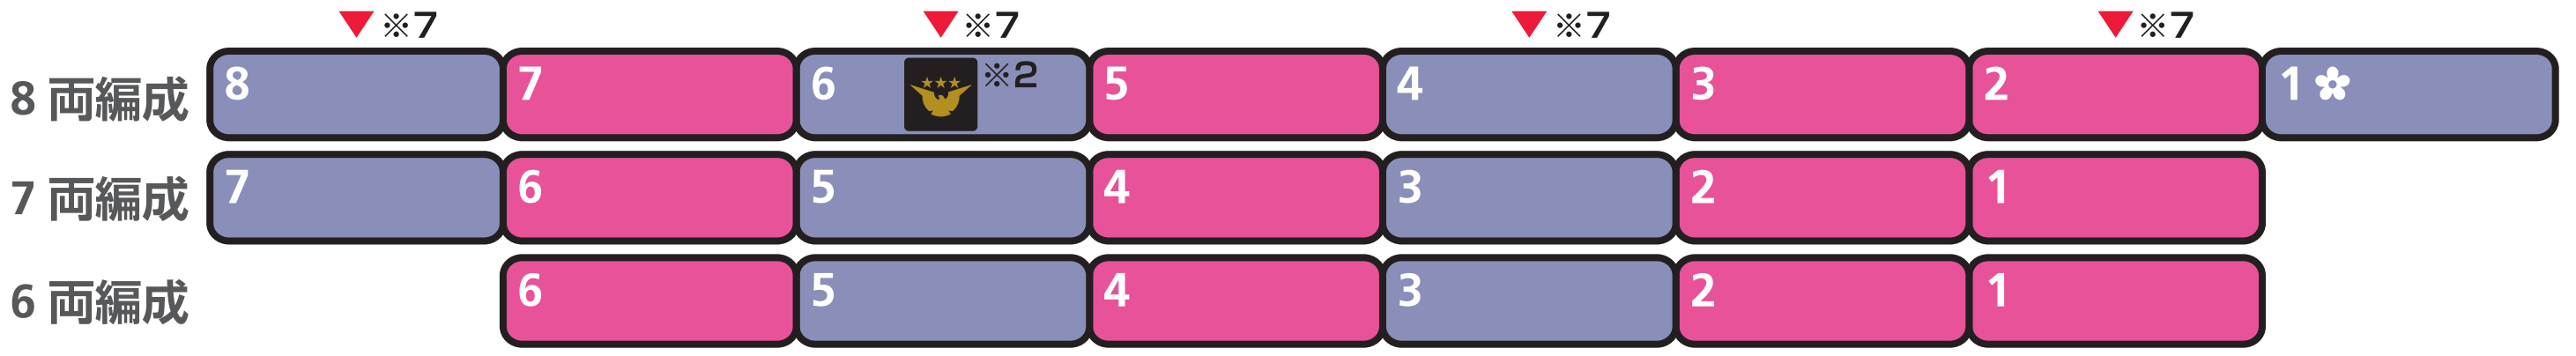 ▼※7 ▼※7 ▼※7 ▼※7
8両編成 8 7 6 ※2 5 4 3 2 1
7両編成 7 6 5 4 3 2 1
6両編成 6 5 4 3 2 1